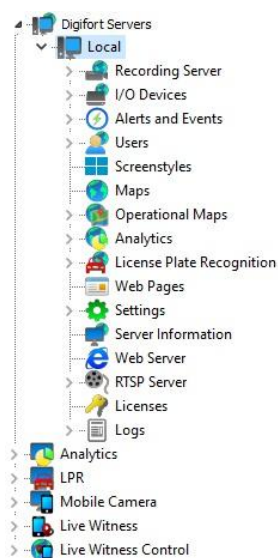 Digifort Servers
Local
Recording Server
I/O Devices
Alerts and Events
Users
Screenstyles
Maps
Operational Maps
Analytics
License Plate Recognition
Web Pages
Settings
Server Information
Web Server
RTSP Server
Licenses
Logs
Analytics
LPR
Mobile Camera
Live Witness
Live Witness Control